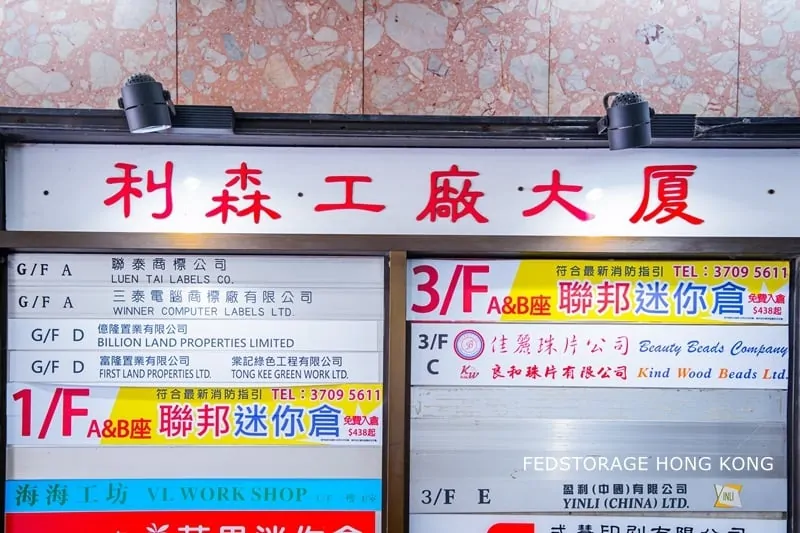 利森工廠大厦
G/F A 聯泰商標公司
LUEN TAI LABELS CO.
G/F A 三泰電腦商標廠有限公司
WINNER COMPUTER LABELS LTD.
G/F D 億隆置業有限公司
BILLION LAND PROPERTIES LIMITED
G/F D 富隆置業有限公司 棠記綠色工程有限公司
FIRST LAND PROPERTIES LTD. TONG KEE GREEN WORK LTD.
符合最新消防指引 TEL：3709 5611
1/F A&B座 聯邦迷你倉 免費入倉
$438起
海海工坊 VL WORK SHOP
3/F A&B座 符合最新消防指引 TEL：3709 5611
聯邦迷你倉 免費入倉
$438起
3/F 佳麗珠片公司 Beauty Beads Company
C Kw 良和珠片有限公司 Kind Wood Beads Ltd.
FEDSTORAGE HONG KONG
3/F E 盈利(中國)有限公司 YINLI
YINLI (CHINA) LTD.